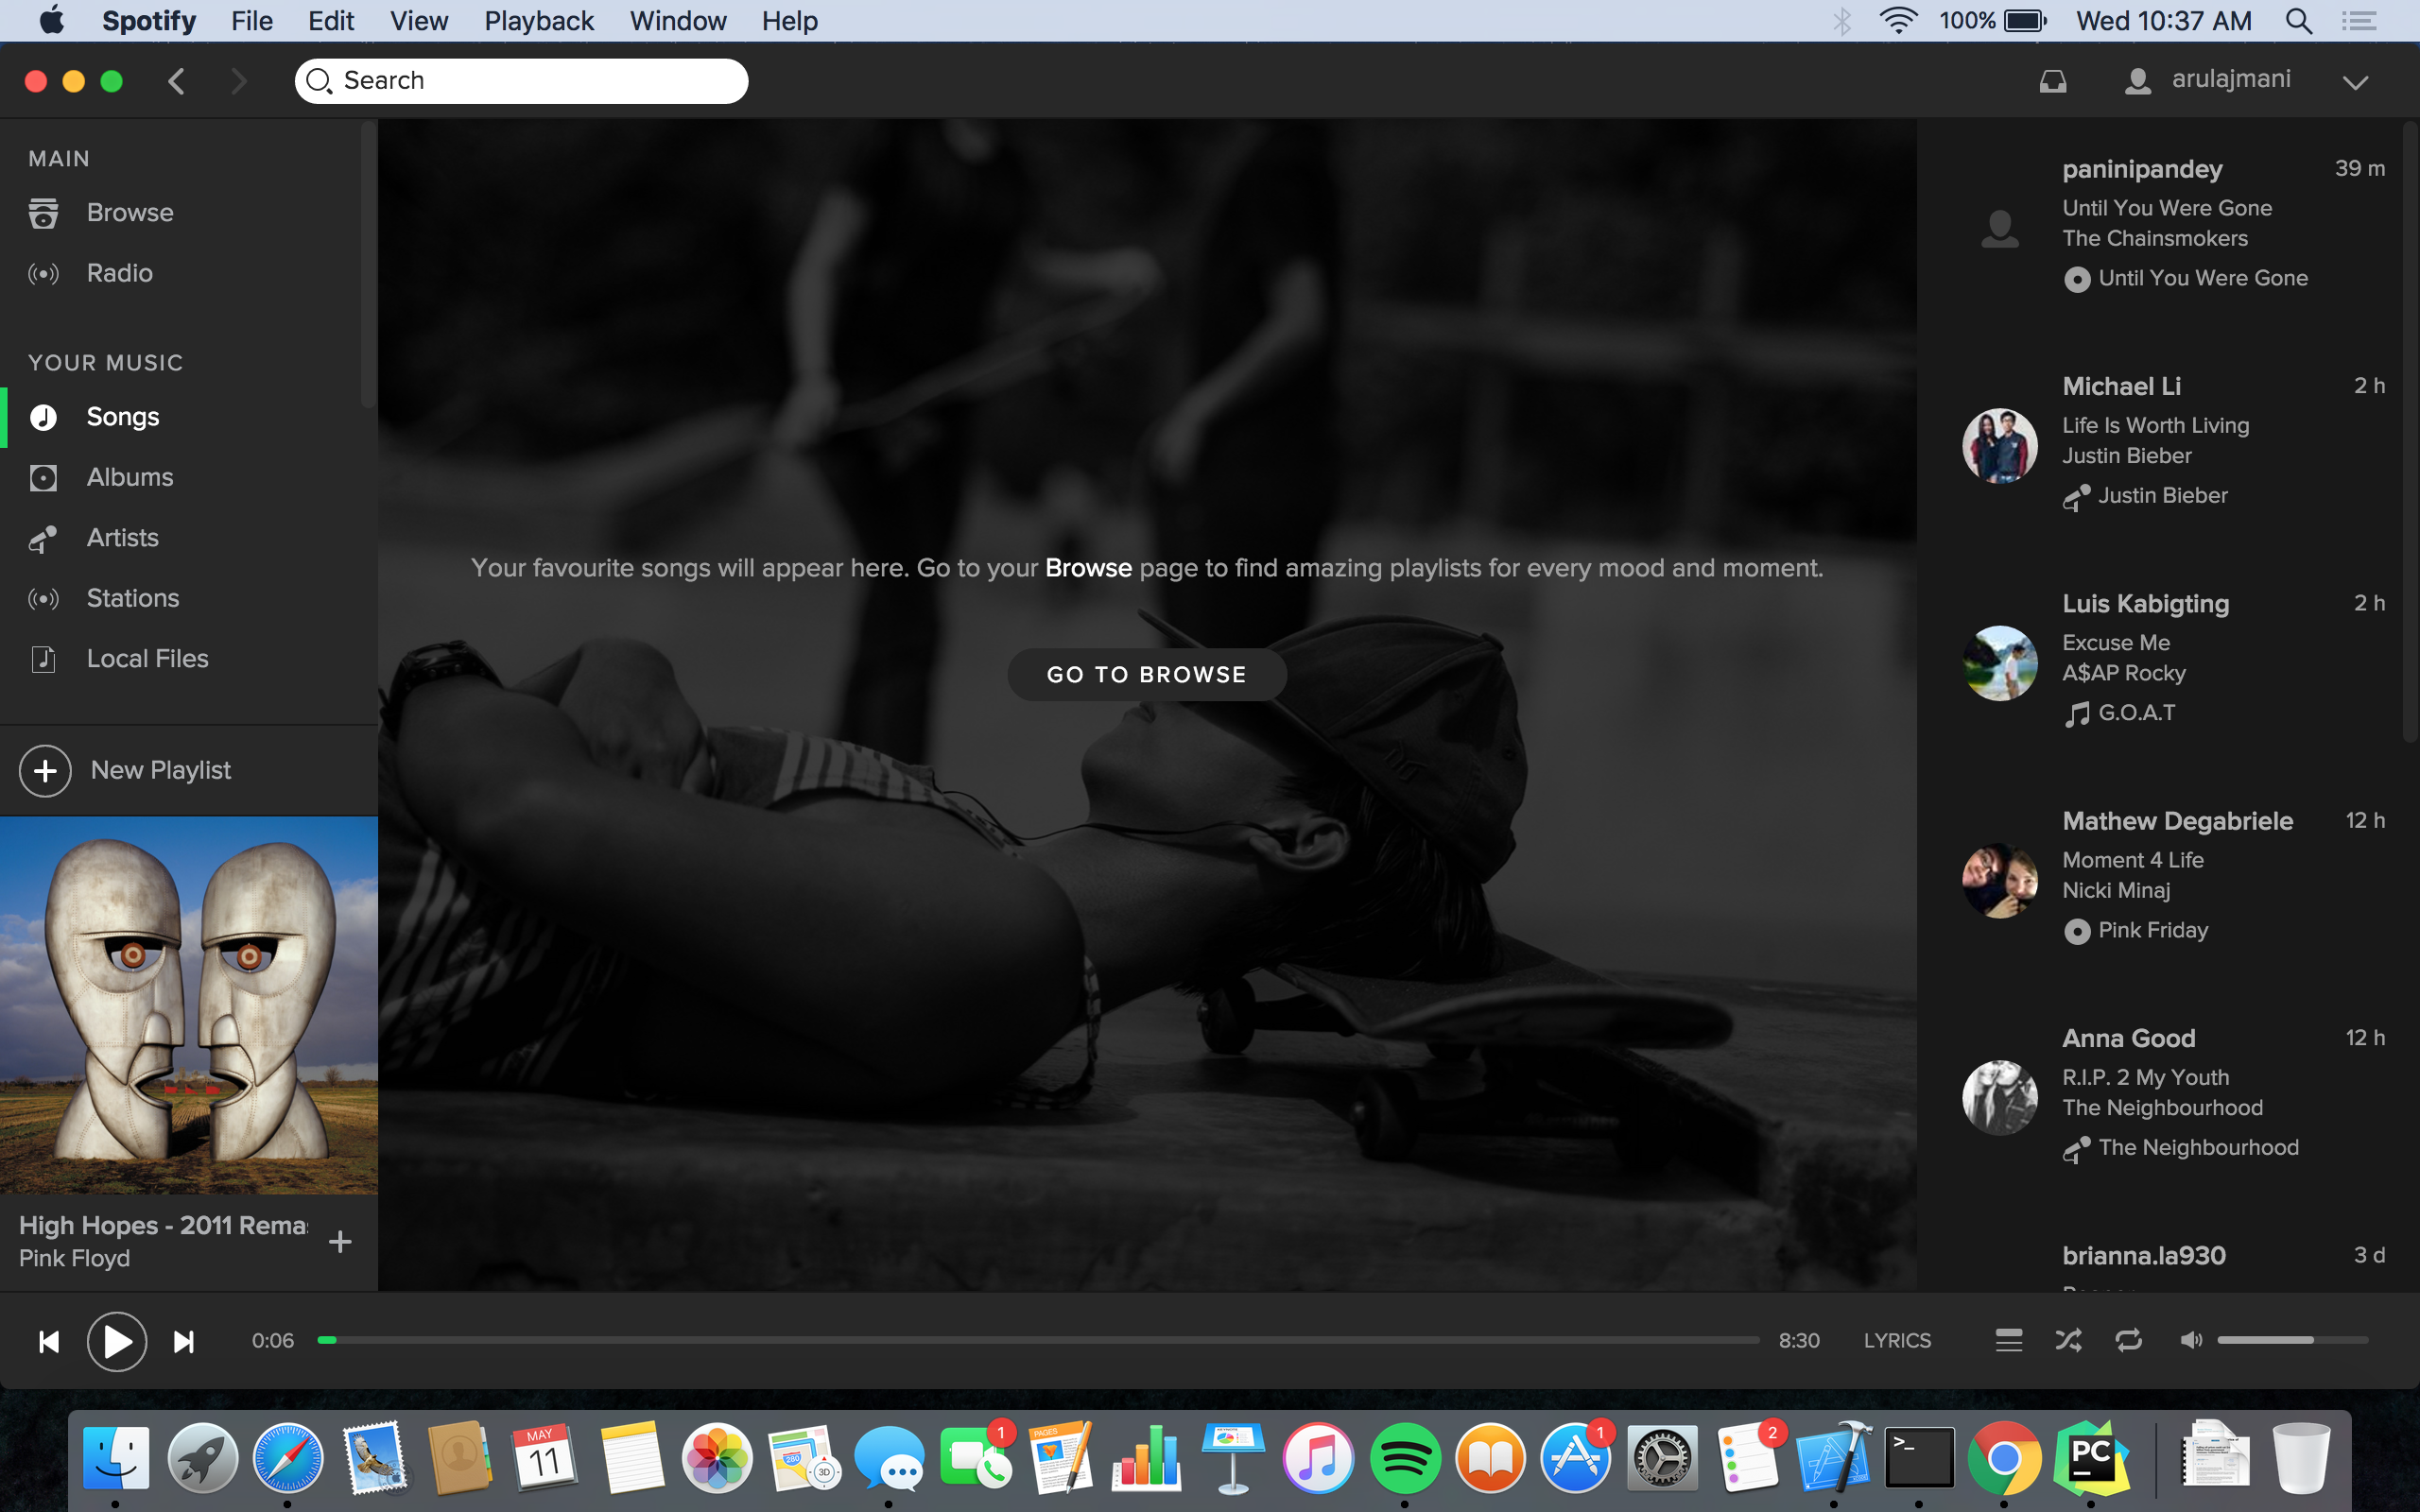 Spotify File Edit View Playback Window Help 100% Wed 10:37 AM
Search
arulajmani
MAIN
Browse
Radio
YOUR MUSIC
Songs
Albums
Artists
Stations
Local Files
New Playlist
High Hopes - 2011 Rema
Pink Floyd
Your favourite songs will appear here. Go to your Browse page to find amazing playlists for every mood and moment.
GO TO BROWSE
paninipandey 39 m
Until You Were Gone
The Chainsmokers
Until You Were Gone
Michael Li 2 h
Life Is Worth Living
Justin Bieber
Justin Bieber
Luis Kabigting 2 h
Excuse Me
A$AP Rocky
G.O.A.T
Mathew Degabriele 12 h
Moment 4 Life
Nicki Minaj
Pink Friday
Anna Good 12 h
R.I.P. 2 My Youth
The Neighbourhood
The Neighbourhood
brianna.la930 3 d
0:06 8:30 LYRICS
MAY
11
280
3D
1
PAGES
1
2
>_
PC